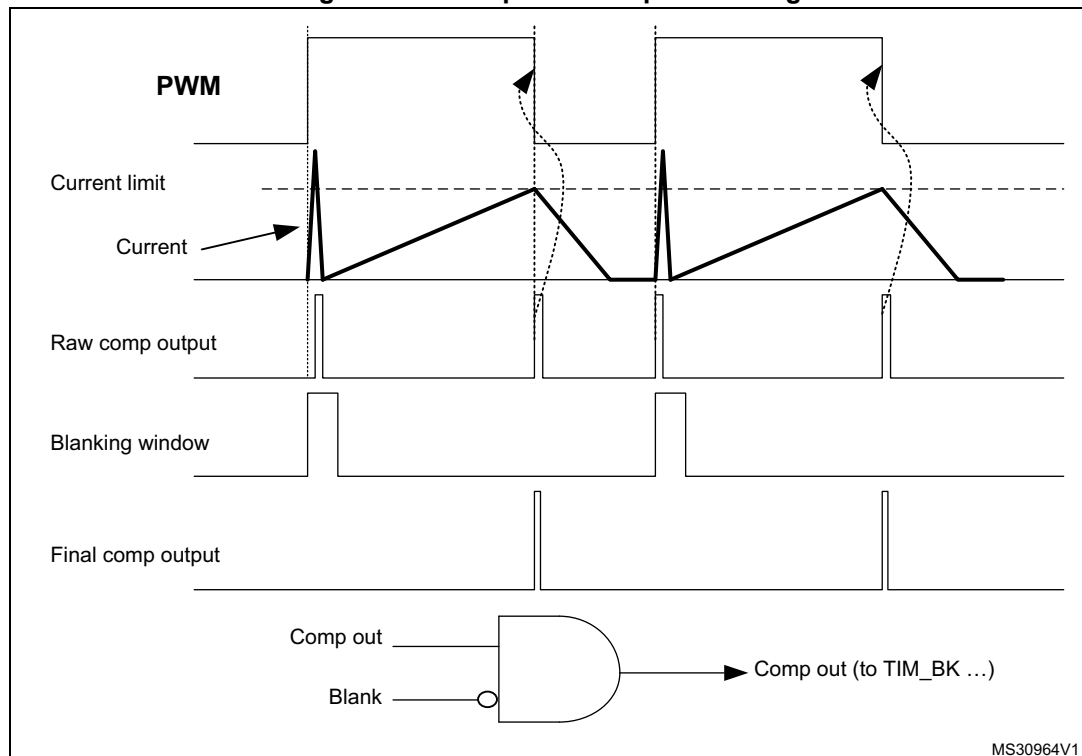 PWM
Current limit
Current
Raw comp output
Blanking window
Final comp output
Comp out
Comp out (to TIM_BK …)
Blank
MS30964V1